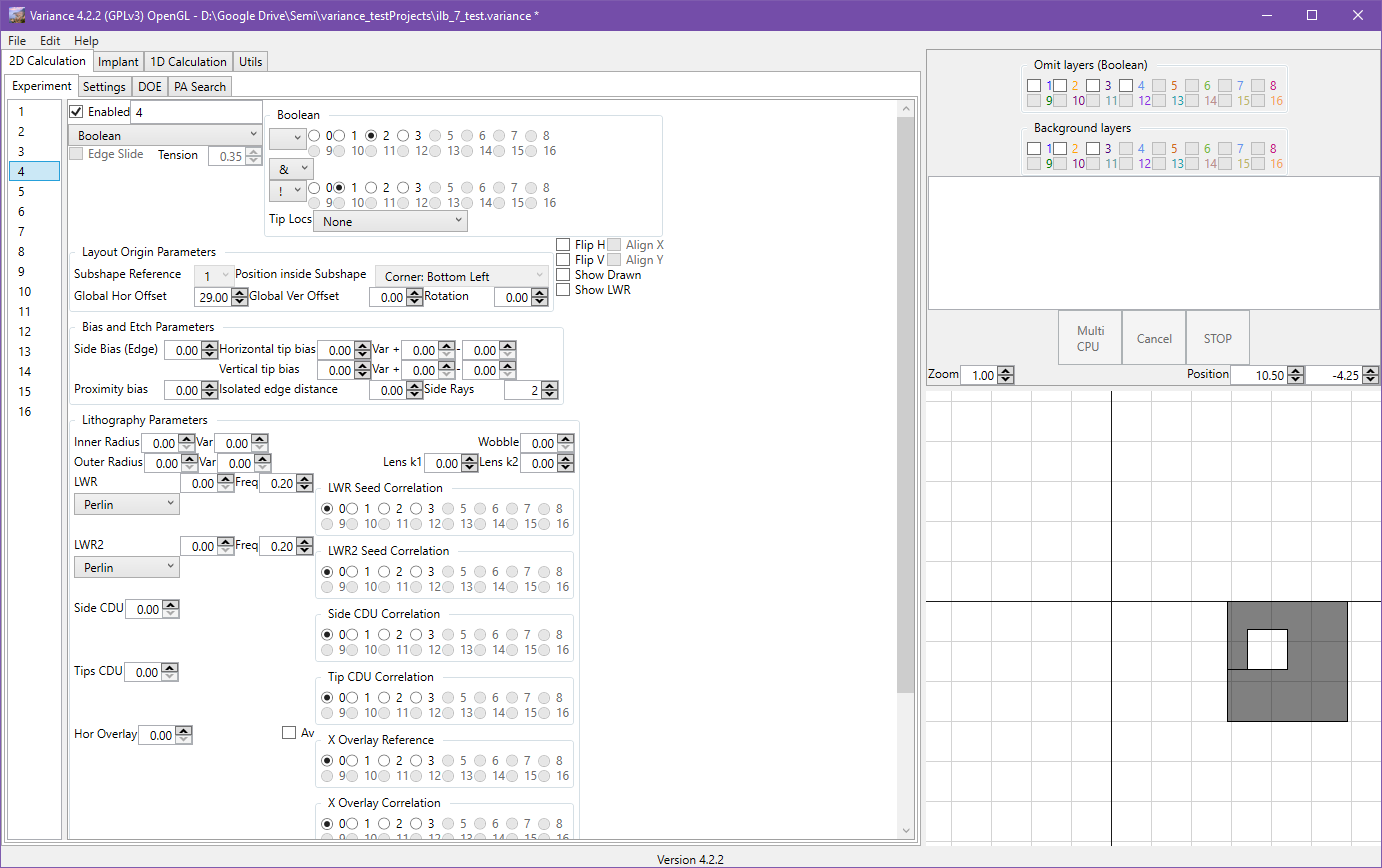 Variance 4.2.2 (GPLv3) OpenGL - D:\Google Drive\Semi\variance_testProjects\ilb_7_test.variance *
File Edit Help
2D Calculation Implant 1D Calculation Utils
Experiment Settings DOE PA Search
1
2
3
4
5
6
7
8
9
10
11
12
13
14
15
16
Enabled 4
Boolean
Edge Slide Tension 0.35
Boolean
0 1 2 3 5 6 7 8
9 10 11 12 13 14 15 16
&
! 0 1 2 3 5 6 7 8
9 10 11 12 13 14 15 16
Tip Locs None
Layout Origin Parameters
Subshape Reference 1 Position inside Subshape Corner: Bottom Left
Global Hor Offset 29.00 Global Ver Offset 0.00 Rotation 0.00
Flip H Align X
Flip V Align Y
Show Drawn
Show LWR
Bias and Etch Parameters
Side Bias (Edge) 0.00 Horizontal tip bias 0.00 Var + 0.00 - 0.00
Vertical tip bias 0.00 Var + 0.00 - 0.00
Proximity bias 0.00 Isolated edge distance 0.00 Side Rays 2
Lithography Parameters
Inner Radius 0.00 Var 0.00 Wobble 0.00
Outer Radius 0.00 Var 0.00 Lens k1 0.00 Lens k2 0.00
LWR 0.00 Freq 0.20
Perlin
LWR Seed Correlation
0 1 2 3 5 6 7 8
9 10 11 12 13 14 15 16
LWR2 0.00 Freq 0.20
Perlin
LWR2 Seed Correlation
0 1 2 3 5 6 7 8
9 10 11 12 13 14 15 16
Side CDU 0.00
Side CDU Correlation
0 1 2 3 5 6 7 8
9 10 11 12 13 14 15 16
Tips CDU 0.00
Tip CDU Correlation
0 1 2 3 5 6 7 8
9 10 11 12 13 14 15 16
Hor Overlay 0.00 Av
X Overlay Reference
0 1 2 3 5 6 7 8
9 10 11 12 13 14 15 16
X Overlay Correlation
0 1 2 3 5 6 7 8
9 10 11 12 13 14 15 16
Omit layers (Boolean)
1 2 3 4 5 6 7 8
9 10 11 12 13 14 15 16
Background layers
1 2 3 4 5 6 7 8
9 10 11 12 13 14 15 16
Multi CPU
Cancel
STOP
Zoom 1.00 Position 10.50 -4.25
Version 4.2.2